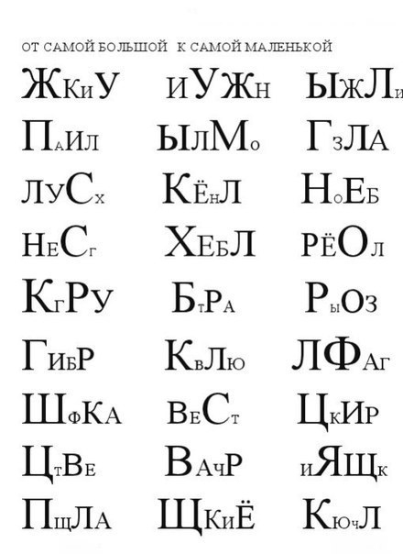 ОТ САМОЙ БОЛЬШОЙ К САМОЙ МАЛЕНЬКОЙ
ЖКиУ ИУЖН ЫЖЛи
ПАИЛ ЫЛМо ГЗЛА
ЛУСх КЁнЛ НоЕБ
НЕСг ХЕБЛ РЁОл
КгРУ БтРА РыОЗ
ГИБР КвЛю ЛФАГ
ШфКА ВЕСт ЦКИР
ЦтВЕ ВАЧР иЯЩк
ПщЛА ЩКиЁ КючЛ